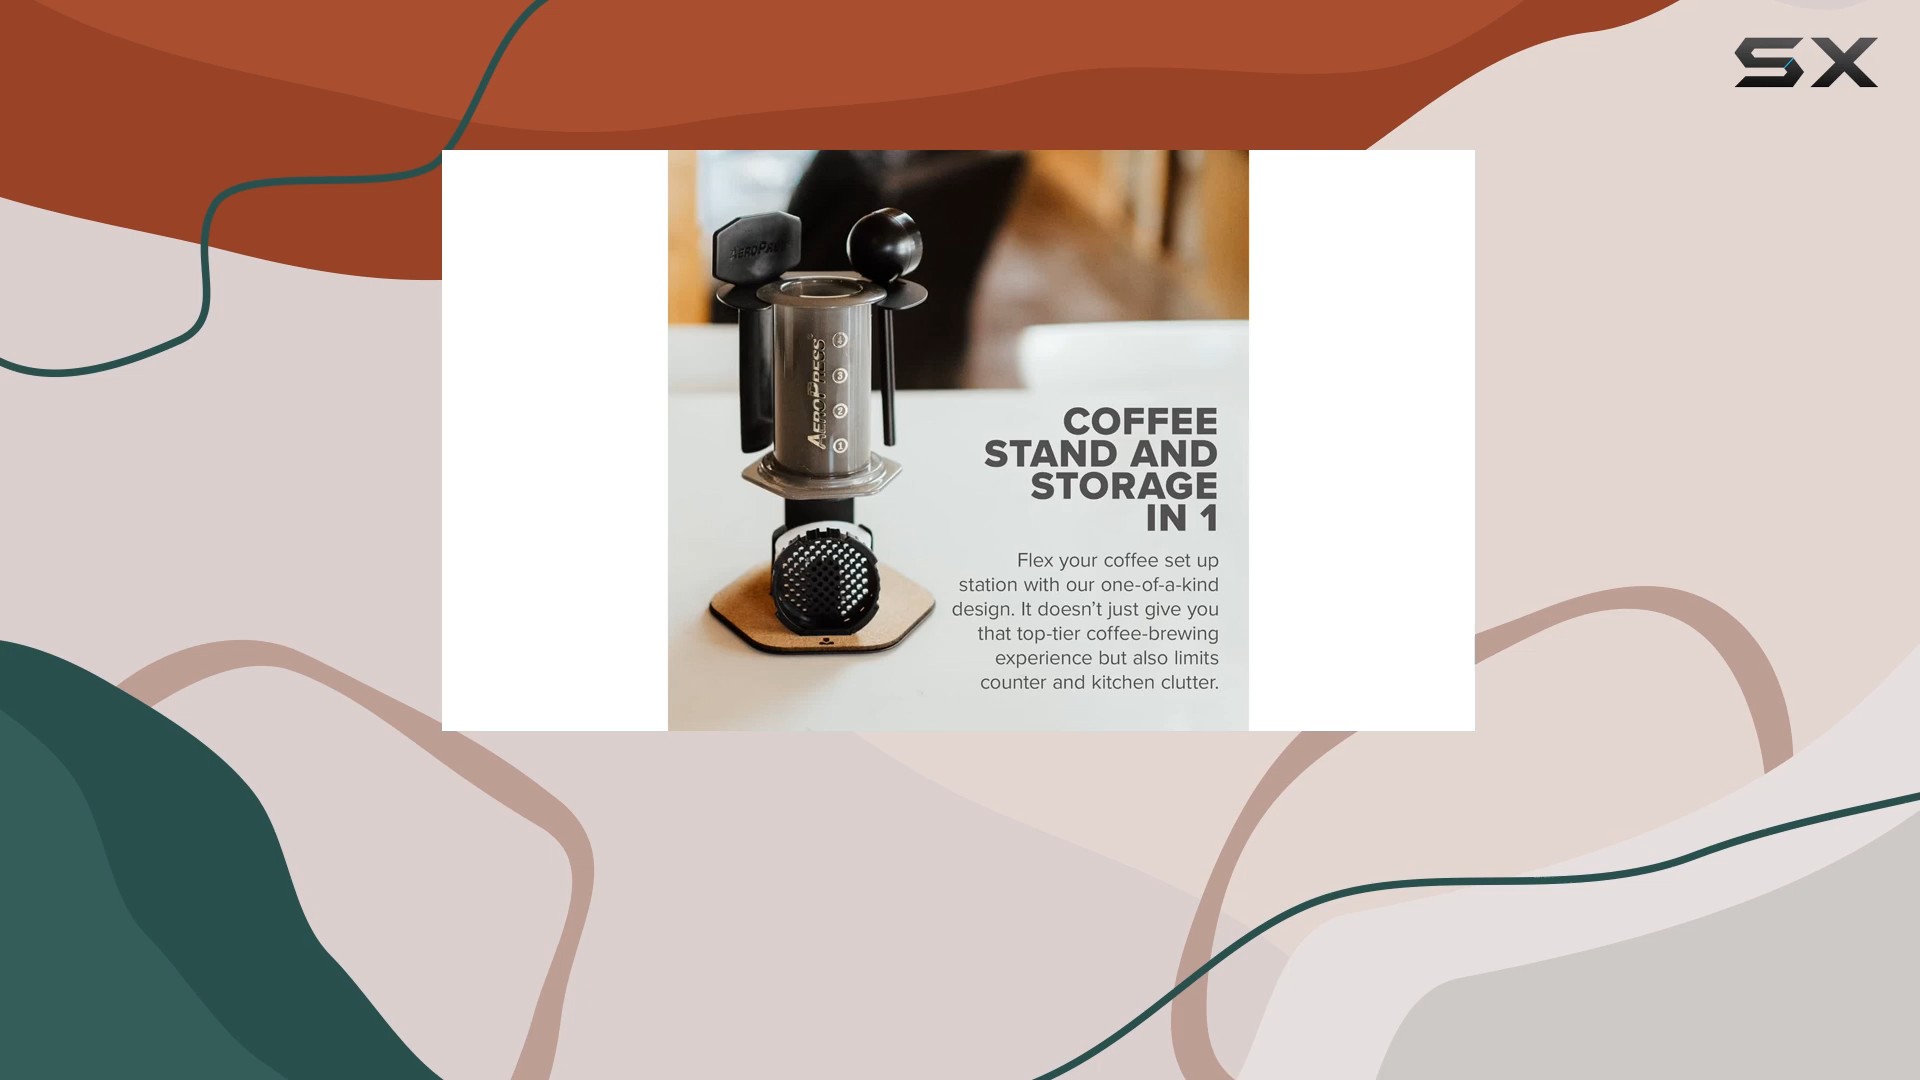 SX
AEROPRESS
AEROPRESS
4
3
2
1
COFFEE
STAND AND
STORAGE
IN 1
Flex your coffee set up
station with our one-of-a-kind
design. It doesn't just give you
that top-tier coffee-brewing
experience but also limits
counter and kitchen clutter.